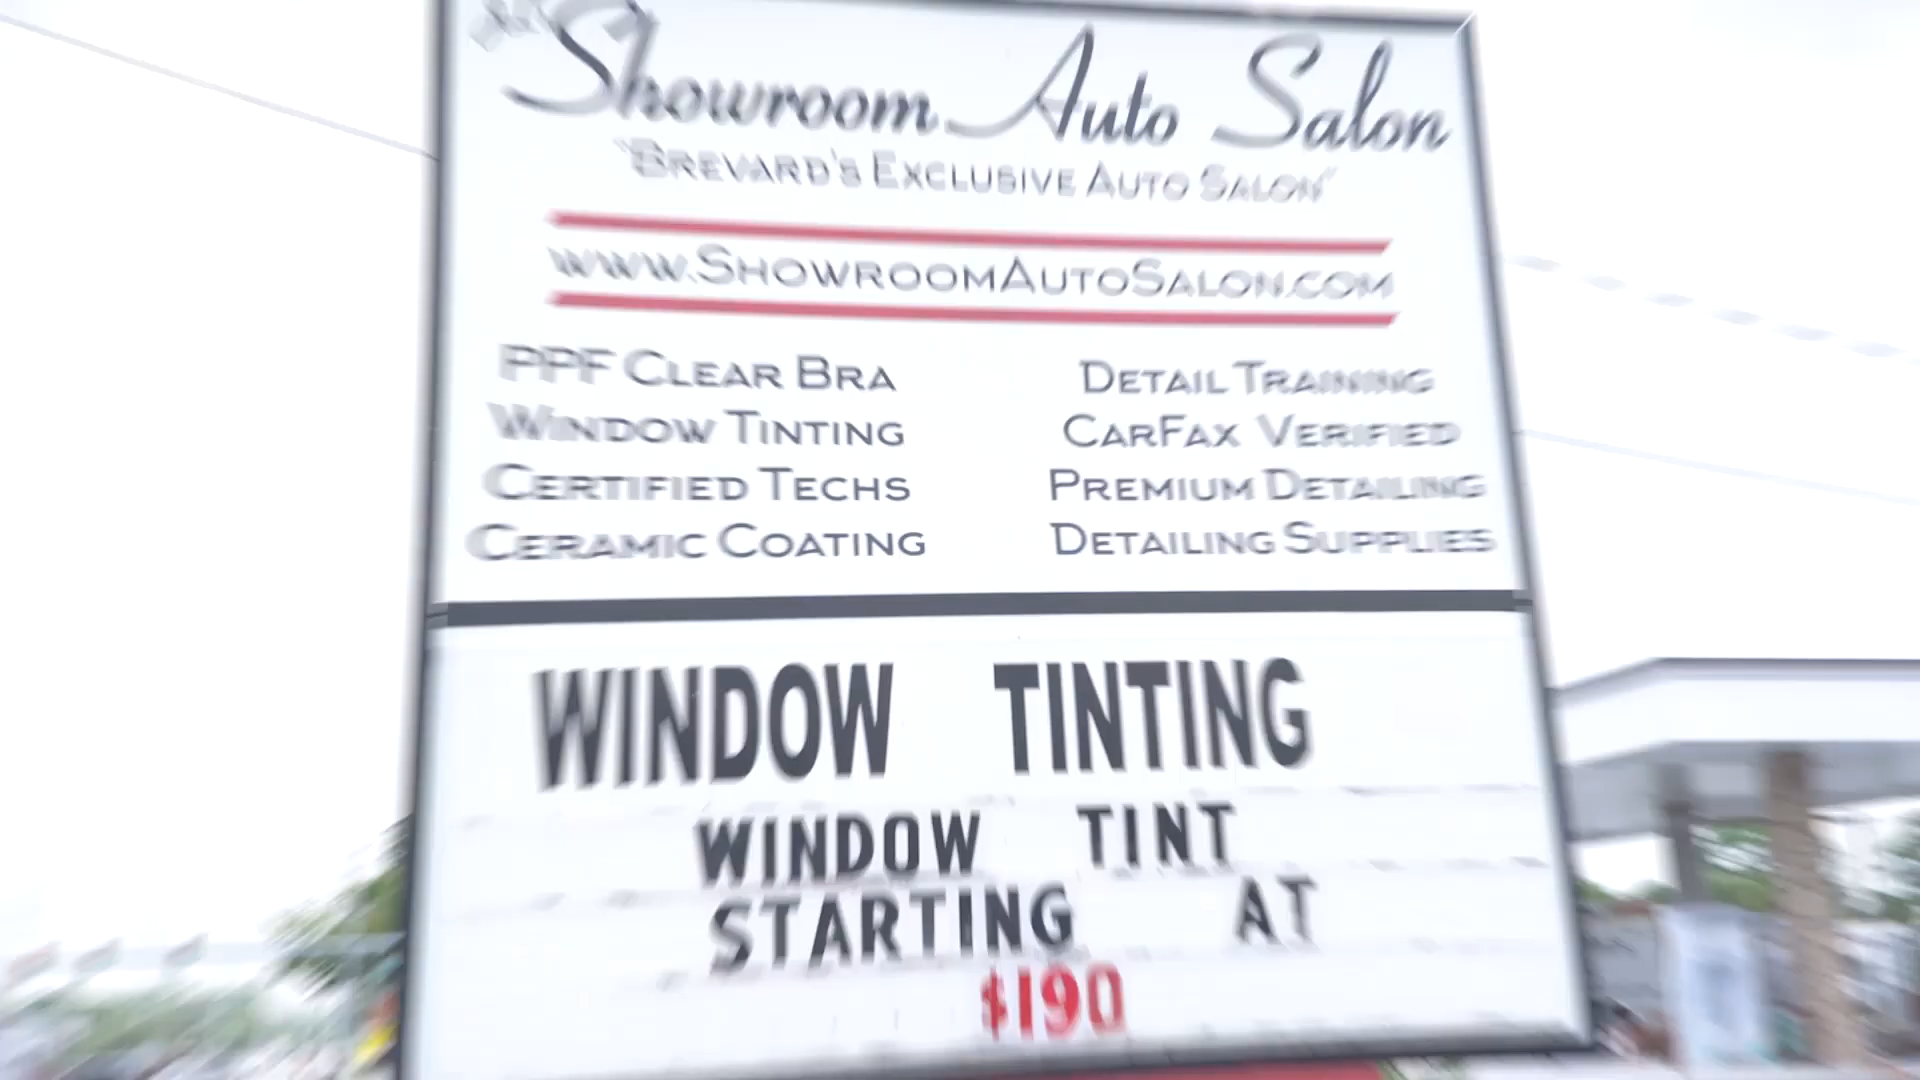 Showroom Auto Salon
"BREVARD'S EXCLUSIVE AUTO SALON"
WWW.SHOWROOMAUTOSALON.COM
PPF CLEAR BRA
WINDOW TINTING
CERTIFIED TECHS
CERAMIC COATING
DETAIL TRAINING
CARFAX VERIFIED
PREMIUM DETAILING
DETAILING SUPPLIES
WINDOW TINTING
WINDOW TINT
STARTING AT
$190